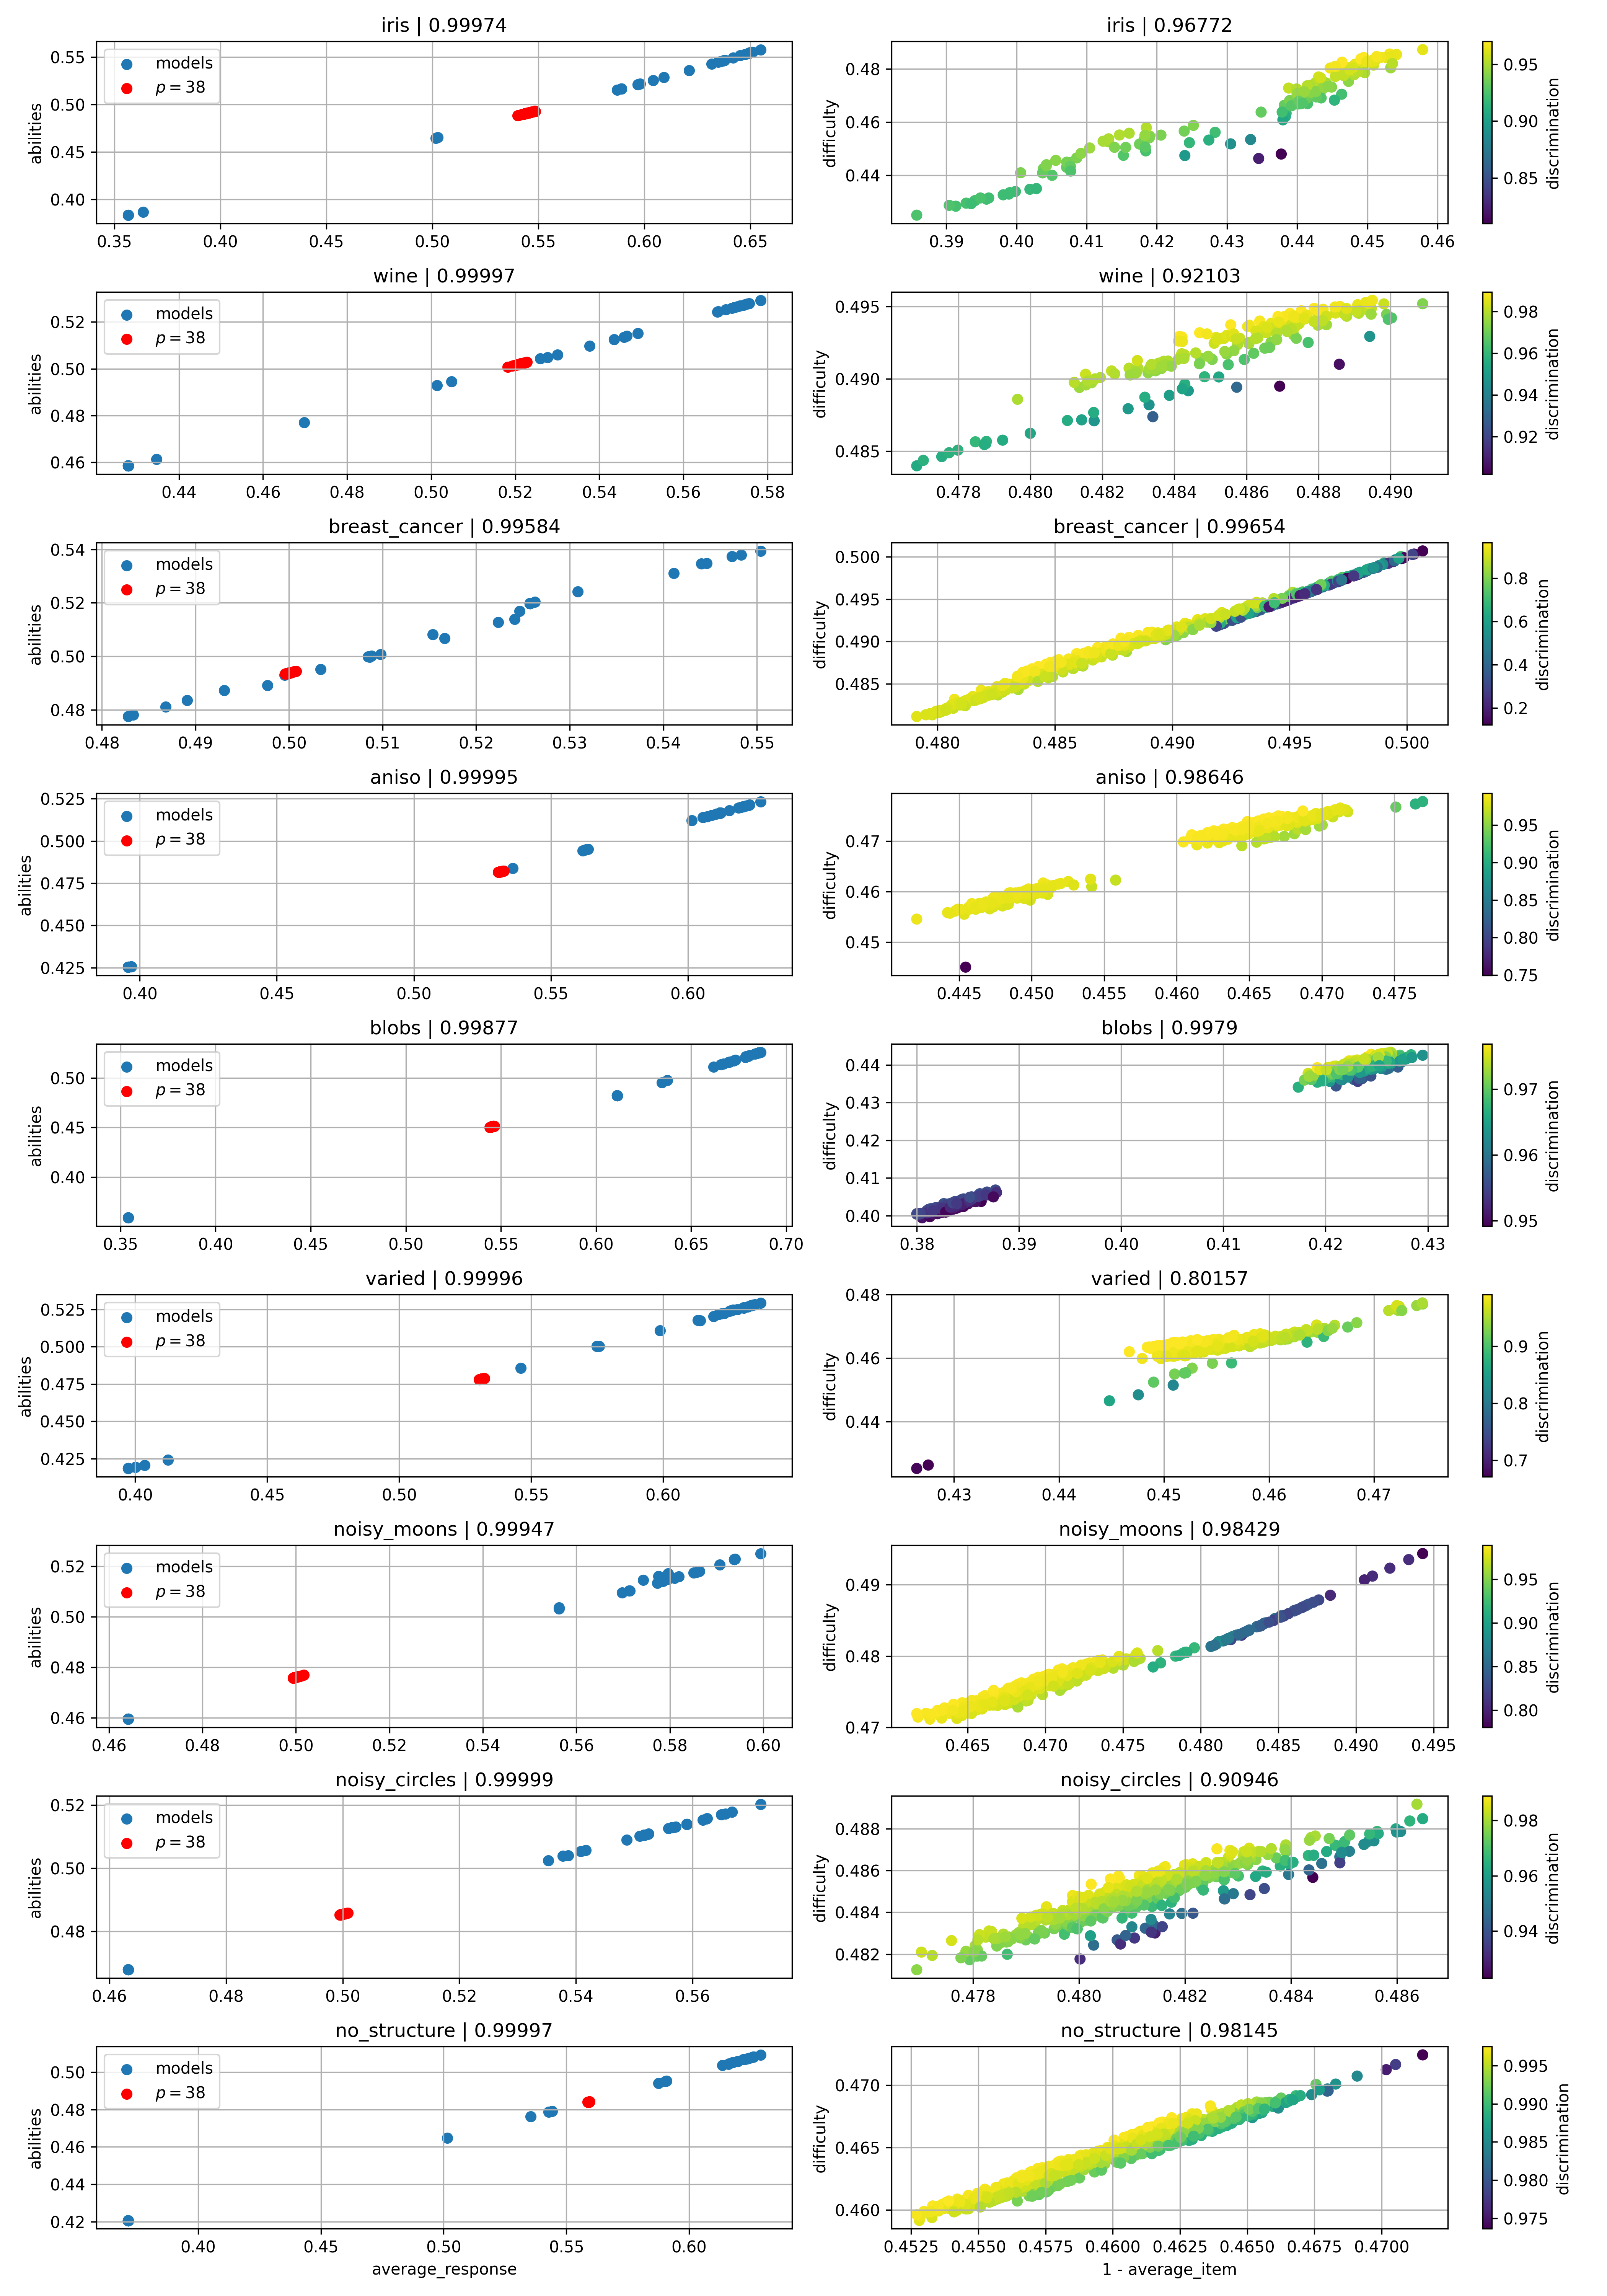 iris | 0.99974
abilities
0.55
0.50
0.45
0.40
models
p = 38
0.35 0.40 0.45 0.50 0.55 0.60 0.65
iris | 0.96772
difficulty
0.48
0.46
0.44
0.39 0.40 0.41 0.42 0.43 0.44 0.45 0.46
0.95
0.90
0.85
discrimination
wine | 0.99997
abilities
0.52
0.50
0.48
0.46
models
p = 38
0.44 0.46 0.48 0.50 0.52 0.54 0.56 0.58
wine | 0.92103
difficulty
0.495
0.490
0.485
0.478 0.480 0.482 0.484 0.486 0.488 0.490
0.98
0.96
0.94
0.92
discrimination
breast_cancer | 0.99584
abilities
0.54
0.52
0.50
0.48
models
p = 38
0.48 0.49 0.50 0.51 0.52 0.53 0.54 0.55
breast_cancer | 0.99654
difficulty
0.500
0.495
0.490
0.485
0.480 0.485 0.490 0.495 0.500
0.8
0.6
0.4
0.2
discrimination
aniso | 0.99995
abilities
0.525
0.500
0.475
0.450
0.425
models
p = 38
0.40 0.45 0.50 0.55 0.60
aniso | 0.98646
difficulty
0.47
0.46
0.45
0.445 0.450 0.455 0.460 0.465 0.470 0.475
0.95
0.90
0.85
0.80
0.75
discrimination
blobs | 0.99877
abilities
0.50
0.45
0.40
models
p = 38
0.35 0.40 0.45 0.50 0.55 0.60 0.65 0.70
blobs | 0.9979
difficulty
0.44
0.43
0.42
0.41
0.40
0.38 0.39 0.40 0.41 0.42 0.43
0.97
0.96
0.95
discrimination
varied | 0.99996
abilities
0.525
0.500
0.475
0.450
0.425
models
p = 38
0.40 0.45 0.50 0.55 0.60
varied | 0.80157
difficulty
0.48
0.46
0.44
0.43 0.44 0.45 0.46 0.47
0.9
0.8
0.7
discrimination
noisy_moons | 0.99947
abilities
0.52
0.50
0.48
0.46
models
p = 38
0.46 0.48 0.50 0.52 0.54 0.56 0.58 0.60
noisy_moons | 0.98429
difficulty
0.49
0.48
0.47
0.465 0.470 0.475 0.480 0.485 0.490 0.495
0.95
0.90
0.85
0.80
discrimination
noisy_circles | 0.99999
abilities
0.52
0.50
0.48
models
p = 38
0.46 0.48 0.50 0.52 0.54 0.56
noisy_circles | 0.90946
difficulty
0.488
0.486
0.484
0.482
0.478 0.480 0.482 0.484 0.486
0.98
0.96
0.94
discrimination
no_structure | 0.99997
abilities
0.50
0.48
0.46
0.44
0.42
models
p = 38
0.40 0.45 0.50 0.55 0.60
average_response
no_structure | 0.98145
difficulty
0.470
0.465
0.460
0.4525 0.4550 0.4575 0.4600 0.4625 0.4650 0.4675 0.4700
1 - average_item
0.995
0.990
0.985
0.980
0.975
discrimination